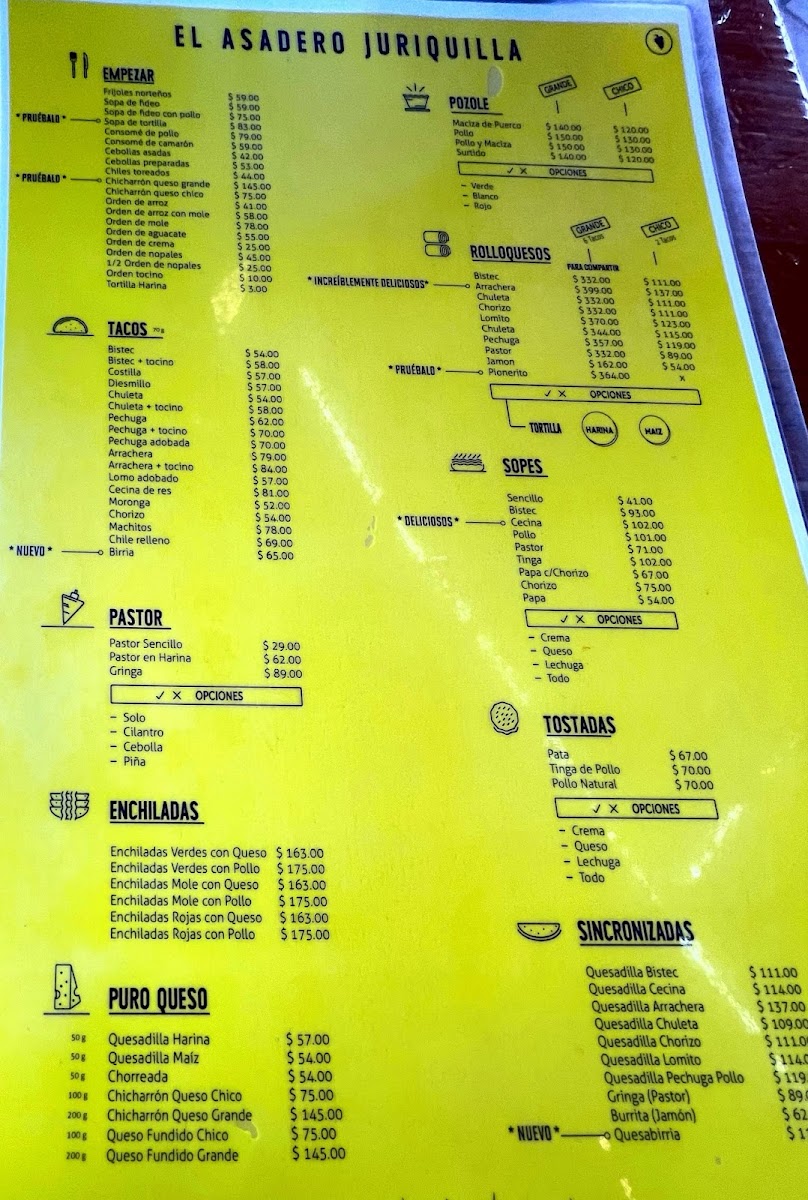 EL ASADERO JURIQUILLA
EMPEZAR
Frijoles norteños $ 59.00
Sopa de fideo $ 59.00
Sopa de fideo con pollo $ 75.00
* PRUÉBALO * Sopa de tortilla $ 83.00
Consomé de pollo $ 79.00
Consomé de camarón $ 59.00
Cebollas asadas $ 42.00
Cebollas preparadas $ 53.00
Chiles toreados $ 44.00
* PRUÉBALO * Chicharrón queso grande $ 145.00
Chicharrón queso chico $ 75.00
Orden de arroz $ 41.00
Orden de arroz con mole $ 58.00
Orden de mole $ 78.00
Orden de aguacate $ 55.00
Orden de crema $ 25.00
Orden de nopales $ 45.00
1/2 Orden de nopales $ 25.00
Orden tocino $ 10.00
Tortilla Harina $ 3.00
TACOS 70 g
Bistec $ 54.00
Bistec + tocino $ 58.00
Costilla $ 57.00
Diesmillo $ 57.00
Chuleta $ 54.00
Chuleta + tocino $ 58.00
Pechuga $ 62.00
Pechuga + tocino $ 70.00
Pechuga adobada $ 70.00
Arrachera $ 79.00
Arrachera + tocino $ 84.00
Lomo adobado $ 57.00
Cecina de res $ 81.00
Moronga $ 52.00
Chorizo $ 54.00
Machitos $ 78.00
Chile relleno $ 69.00
* NUEVO * Birria $ 65.00
PASTOR
Pastor Sencillo $ 29.00
Pastor en Harina $ 62.00
Gringa $ 89.00
OPCIONES
– Solo
– Cilantro
– Cebolla
– Piña
ENCHILADAS
Enchiladas Verdes con Queso $ 163.00
Enchiladas Verdes con Pollo $ 175.00
Enchiladas Mole con Queso $ 163.00
Enchiladas Mole con Pollo $ 175.00
Enchiladas Rojas con Queso $ 163.00
Enchiladas Rojas con Pollo $ 175.00
PURO QUESO
50 g Quesadilla Harina $ 57.00
50 g Quesadilla Maíz $ 54.00
50 g Chorreada $ 54.00
100 g Chicharrón Queso Chico $ 75.00
200 g Chicharrón Queso Grande $ 145.00
100 g Queso Fundido Chico $ 75.00
200 g Queso Fundido Grande $ 145.00
POZOLE GRANDE CHICO
Maciza de Puerco $ 140.00 $ 120.00
Pollo $ 150.00 $ 130.00
Pollo y Maciza $ 150.00 $ 130.00
Surtido $ 140.00 $ 120.00
OPCIONES
– Verde
– Blanco
– Rojo
ROLLOQUESOS GRANDE 6 Tacos CHICO 2 Tacos
PARA COMPARTIR
Bistec $ 332.00 $ 111.00
* INCREÍBLEMENTE DELICIOSOS* Arrachera $ 399.00 $ 137.00
Chuleta $ 332.00 $ 111.00
Chorizo $ 332.00 $ 111.00
Lomito $ 370.00 $ 123.00
Chuleta $ 344.00 $ 115.00
Pechuga $ 357.00 $ 119.00
Pastor $ 332.00 $ 89.00
Jamon $ 162.00 $ 54.00
* PRUÉBALO * Pionerito $ 364.00 x
OPCIONES
TORTILLA HARINA MAIZ
SOPES
Sencillo $ 41.00
Bistec $ 93.00
* DELICIOSOS * Cecina $ 102.00
Pollo $ 101.00
Pastor $ 71.00
Tinga $ 102.00
Papa c/Chorizo $ 67.00
Chorizo $ 75.00
Papa $ 54.00
OPCIONES
– Crema
– Queso
– Lechuga
– Todo
TOSTADAS
Pata $ 67.00
Tinga de Pollo $ 70.00
Pollo Natural $ 70.00
OPCIONES
– Crema
– Queso
– Lechuga
– Todo
SINCRONIZADAS
Quesadilla Bistec $ 111.00
Quesadilla Cecina $ 114.00
Quesadilla Arrachera $ 137.00
Quesadilla Chuleta $ 109.00
Quesadilla Chorizo $ 111.0
Quesadilla Lomito $ 114.
Quesadilla Pechuga Pollo $ 119
Gringa (Pastor) $ 89.
Burrita (Jamón) $ 62
* NUEVO * Quesabirria $ 1